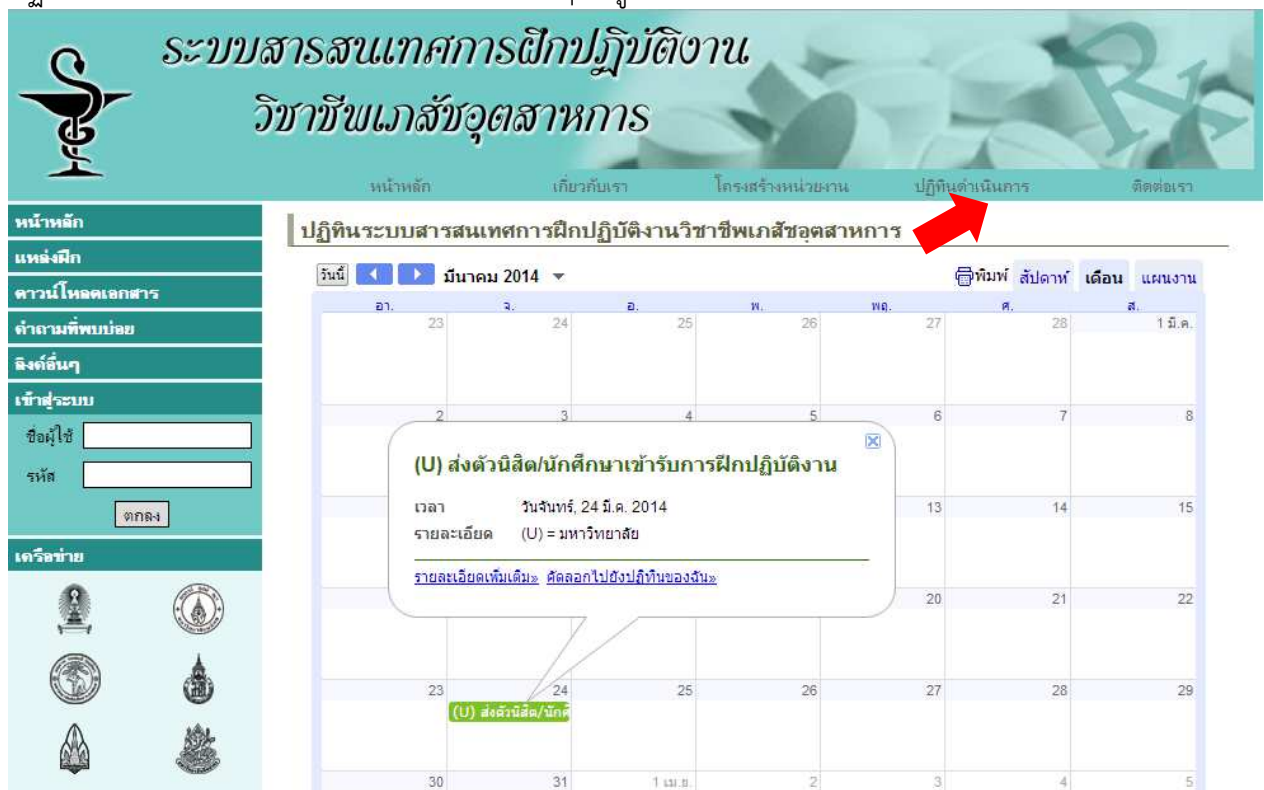 ระบบสารสนเทศการฝึกปฏิบัติงาน
วิชาชีพเภสัชอุตสาหการ
Rx
หน้าหลัก เกี่ยวกับเรา โครงสร้างหน่วยงาน ปฏิทินดำเนินการ ติดต่อเรา
หน้าหลัก
แหล่งฝึก
ดาวน์โหลดเอกสาร
คำถามที่พบบ่อย
ลิงค์อื่นๆ
เข้าสู่ระบบ
ชื่อผู้ใช้
รหัส
ตกลง
เครือข่าย
ปฏิทินระบบสารสนเทศการฝึกปฏิบัติงานวิชาชีพเภสัชอุตสาหการ
วันนี้ มีนาคม 2014 พิมพ์ สัปดาห์ เดือน แผนงาน
อา. จ. อ. พ. พฤ. ศ. ส.
23 24 25 26 27 28 1 มี.ค.
2 3 4 5 6 7 8
(U) ส่งตัวนิสิต/นักศึกษาเข้ารับการฝึกปฏิบัติงาน
เวลา วันจันทร์, 24 มี.ค. 2014
รายละเอียด (U) = มหาวิทยาลัย
รายละเอียดเพิ่มเติม» คัดลอกไปยังปฏิทินของฉัน»
13 14 15
20 21 22
23 24 25 26 27 28 29
(U) ส่งตัวนิสิต/นักศึ
30 31 1 เม.ย. 2 3 4 5